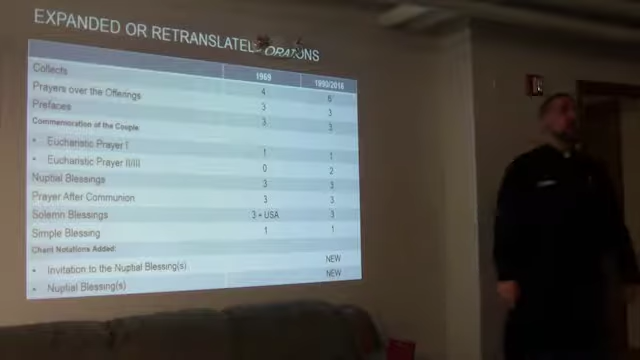 EXPANDED OR RETRANSLATED ORATIONS
1969 1990/2016
Collects 4 6
Prayers over the Offerings 3 3
Prefaces 3 3
Commemoration of the Couple
• Eucharistic Prayer I 1 1
• Eucharistic Prayer II/III 0 2
Nuptial Blessings 3 3
Prayer After Communion 3 3
Solemn Blessings 3 + USA 3
Simple Blessing 1 1
Chant Notations Added:
• Invitation to the Nuptial Blessing(s) NEW
• Nuptial Blessing(s) NEW